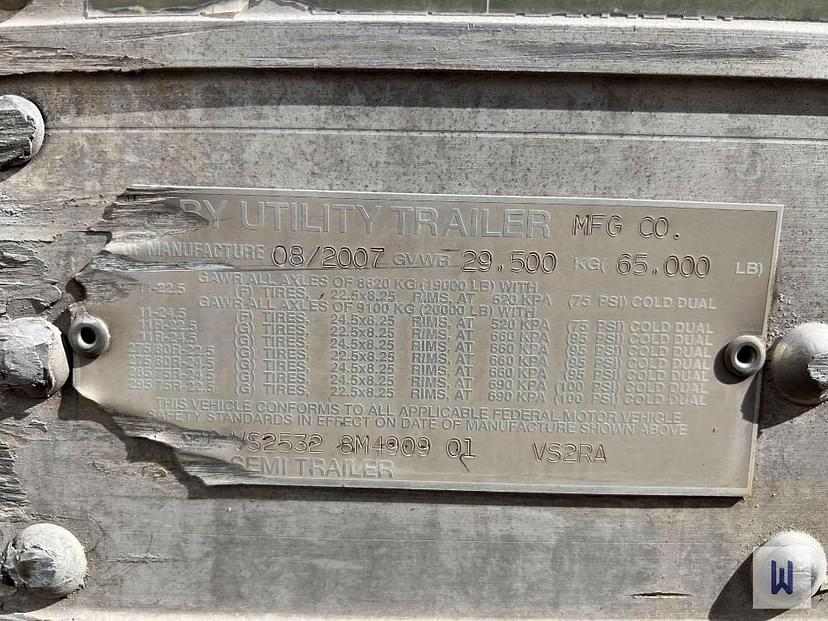 BY UTILITY TRAILER MFG CO.
OF MANUFACTURE 08/2007 GVWR 29,500 KG( 65,000 LB)
GAWR ALL AXLES OF 8620 KG (19000 LB) WITH
11-22.5 (F) TIRES, 22.5x8.25 RIMS, AT 520 KPA (75 PSI) COLD DUAL
GAWR ALL AXLES OF 9100 KG (20000 LB) WITH
11-24.5 (F) TIRES, 24.5x8.25 RIMS, AT 520 KPA (75 PSI) COLD DUAL
(G) TIRES, 22.5x8.25 RIMS, AT 660 KPA (95 PSI) COLD DUAL
(G) TIRES, 24.5x8.25 RIMS, AT 660 KPA (95 PSI) COLD DUAL
(G) TIRES, 22.5x8.25 RIMS, AT 660 KPA (95 PSI) COLD DUAL
(G) TIRES, 24.5x8.25 RIMS, AT 660 KPA (95 PSI) COLD DUAL
(G) TIRES, 24.5x8.25 RIMS, AT 690 KPA (100 PSI) COLD DUAL
295 75R-22.5 (G) TIRES, 22.5x8.25 RIMS, AT 690 KPA (100 PSI) COLD DUAL
THIS VEHICLE CONFORMS TO ALL APPLICABLE FEDERAL MOTOR VEHICLE
SAFETY STANDARDS IN EFFECT ON DATE OF MANUFACTURE SHOWN ABOVE
VS2532 8M4909 01 VS2RA
SEMI TRAILER
W